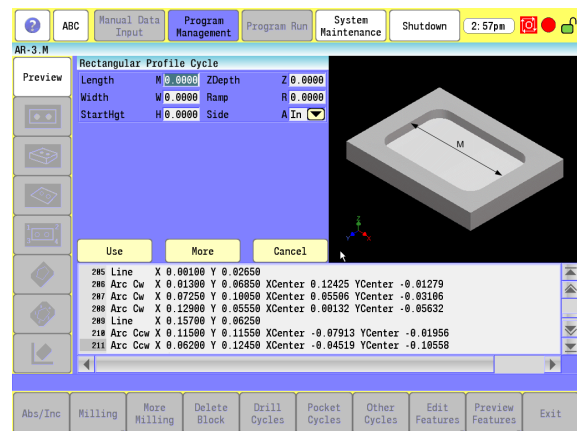 ?
ABC
Manual Data Input
Program Management
Program Run
System Maintenance
Shutdown
2:57pm
AR-3.M
Preview
Rectangular Profile Cycle
Length M 0.0000 ZDepth Z 0.0000
Width W 0.0000 Ramp R 0.0000
StartHgt H 0.0000 Side A In
M
Z
Y X
Use More Cancel
205 Line X 0.00100 Y 0.02650
206 Arc Cw X 0.01300 Y 0.06850 XCenter 0.12425 YCenter -0.01279
207 Arc Cw X 0.07250 Y 0.10050 XCenter 0.05506 YCenter -0.03106
208 Arc Cw X 0.12900 Y 0.05550 XCenter 0.00132 YCenter -0.05632
209 Line X 0.15700 Y 0.06250
210 Arc Ccw X 0.11500 Y 0.11550 XCenter -0.07913 YCenter -0.01956
211 Arc Ccw X 0.06200 Y 0.12450 XCenter -0.04519 YCenter -0.10558
Abs/Inc
Milling
More Milling
Delete Block
Drill Cycles
Pocket Cycles
Other Cycles
Edit Features
Preview Features
Exit